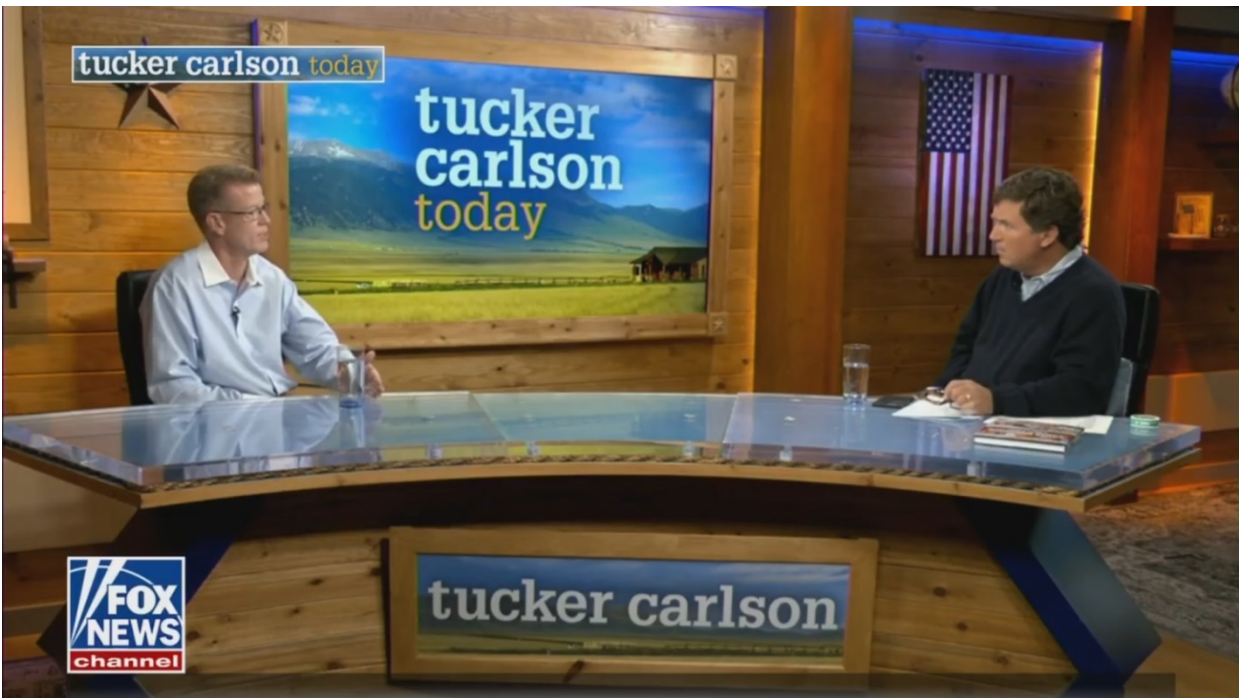 tucker carlson today
tucker
carlson
today
FOX
NEWS
channel
tucker carlson